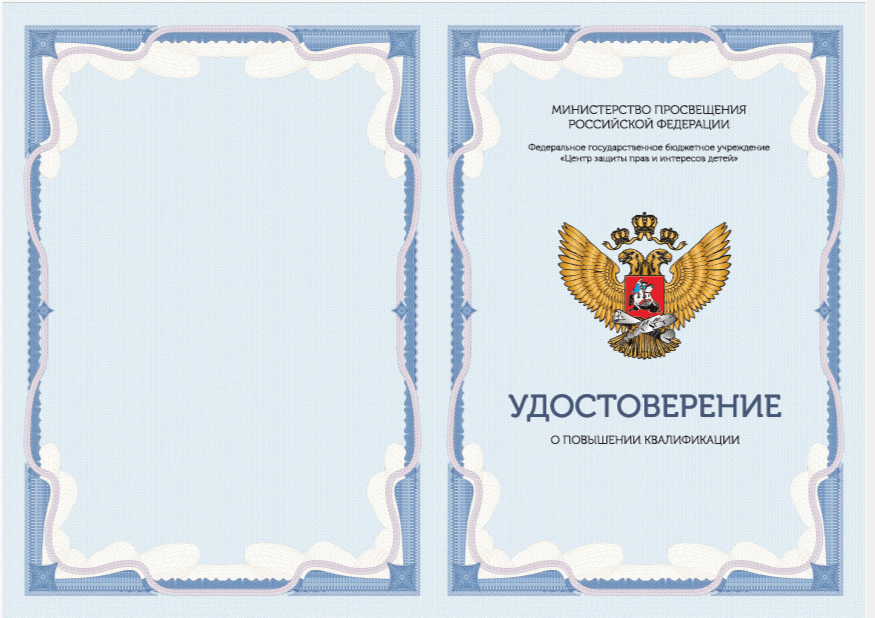 МИНИСТЕРСТВО ПРОСВЕЩЕНИЯ
РОССИЙСКОЙ ФЕДЕРАЦИИ
Федеральное государственное бюджетное учреждение
«Центр защиты прав и интересов детей»
УДОСТОВЕРЕНИЕ
О ПОВЫШЕНИИ КВАЛИФИКАЦИИ